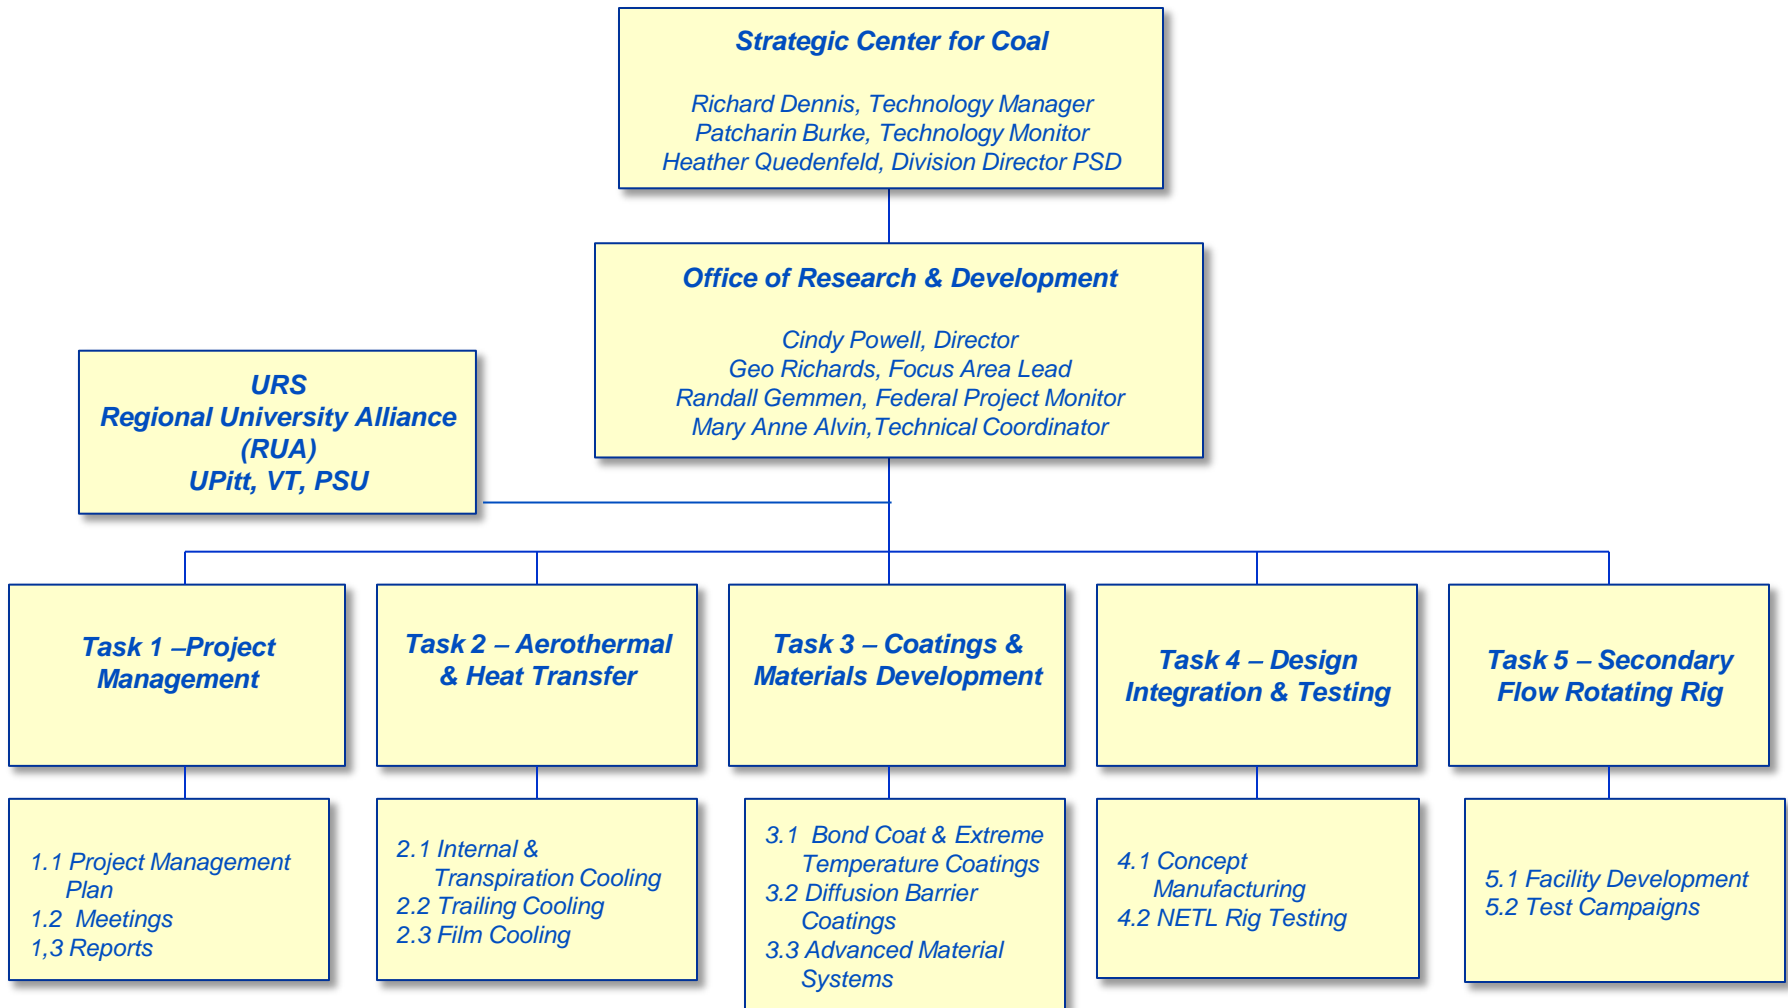 Strategic Center for Coal
Richard Dennis, Technology Manager
Patcharin Burke, Technology Monitor
Heather Quedenfeld, Division Director PSD
Office of Research & Development
Cindy Powell, Director
Geo Richards, Focus Area Lead
Randall Gemmen, Federal Project Monitor
Mary Anne Alvin,Technical Coordinator
URS
Regional University Alliance
(RUA)
UPitt, VT, PSU
Task 1 –Project
Management
Task 2 – Aerothermal
& Heat Transfer
Task 3 – Coatings &
Materials Development
Task 4 – Design
Integration & Testing
Task 5 – Secondary
Flow Rotating Rig
1.1 Project Management
Plan
1.2 Meetings
1,3 Reports
2.1 Internal &
Transpiration Cooling
2.2 Trailing Cooling
2.3 Film Cooling
3.1 Bond Coat & Extreme
Temperature Coatings
3.2 Diffusion Barrier
Coatings
3.3 Advanced Material
Systems
4.1 Concept
Manufacturing
4.2 NETL Rig Testing
5.1 Facility Development
5.2 Test Campaigns